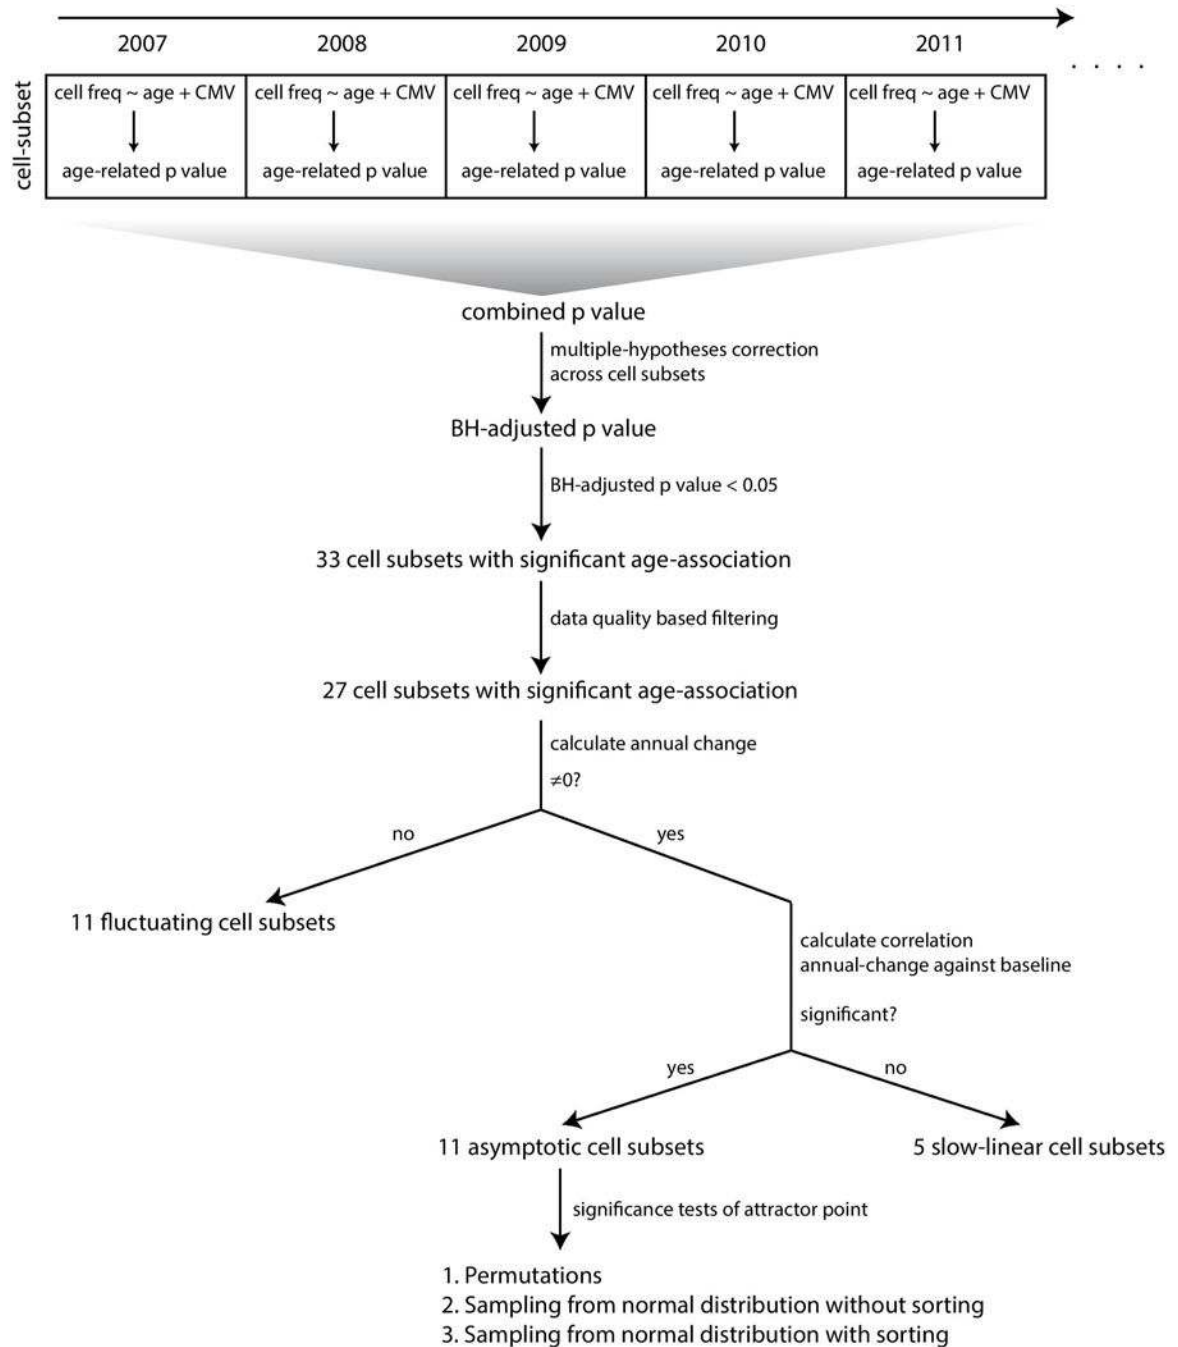 2007 2008 2009 2010 2011
. . . .
cell-subset
cell freq ~ age + CMV cell freq ~ age + CMV cell freq ~ age + CMV cell freq ~ age + CMV cell freq ~ age + CMV
age-related p value age-related p value age-related p value age-related p value age-related p value
combined p value
multiple-hypotheses correction
across cell subsets
BH-adjusted p value
BH-adjusted p value < 0.05
33 cell subsets with significant age-association
data quality based filtering
27 cell subsets with significant age-association
calculate annual change
≠0?
no yes
11 fluctuating cell subsets
calculate correlation
annual-change against baseline
significant?
yes no
11 asymptotic cell subsets 5 slow-linear cell subsets
significance tests of attractor point
1. Permutations
2. Sampling from normal distribution without sorting
3. Sampling from normal distribution with sorting